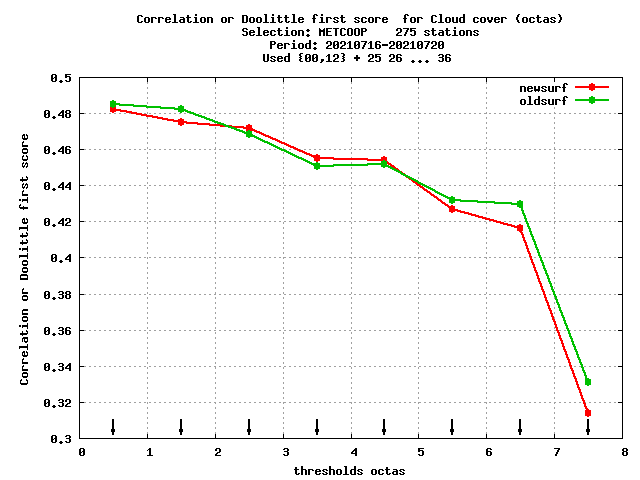 Correlation or Doolittle first score  for Cloud cover (octas)
Selection: METCOOP    275 stations
Period: 20210716-20210720
Used {00,12} + 25 26 ... 36
newsurf
oldsurf
Correlation or Doolittle first score
0.5
0.48
0.46
0.44
0.42
0.4
0.38
0.36
0.34
0.32
0.3
0 1 2 3 4 5 6 7 8
thresholds octas